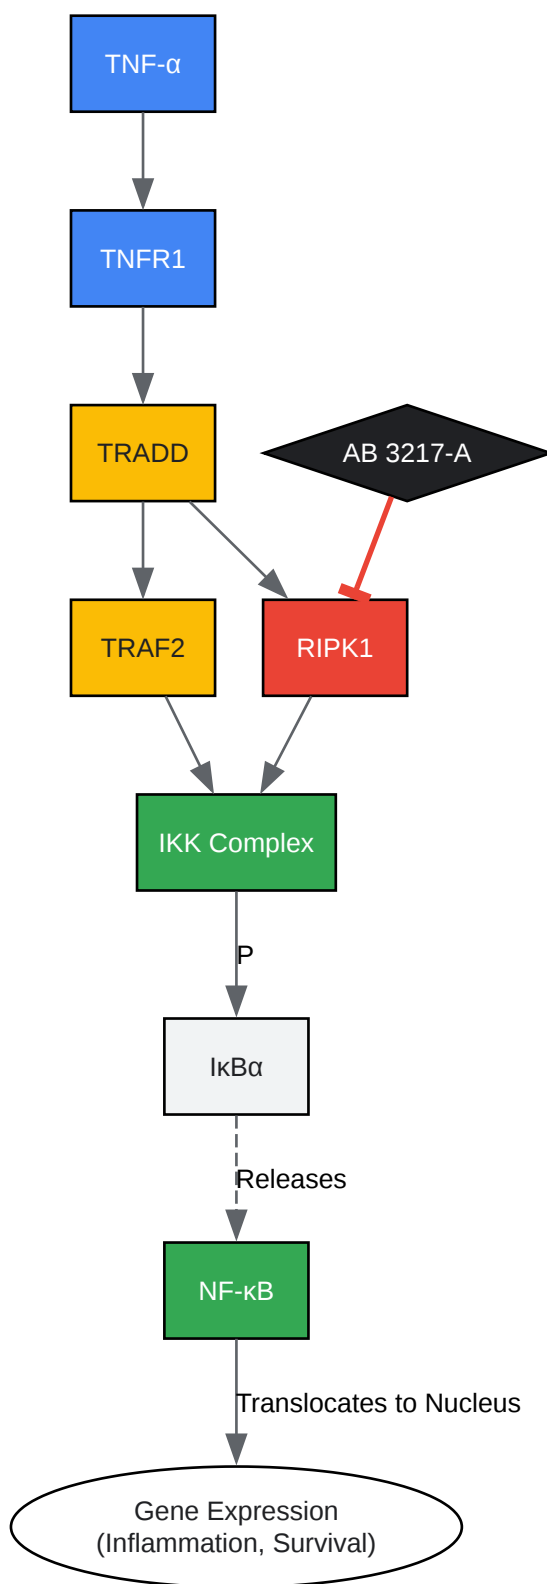 TNF-α
TNFR1
TRADD
AB 3217-A
TRAF2
RIPK1
IKK Complex
P
IκBα
Releases
NF-κB
Translocates to Nucleus
Gene Expression
(Inflammation, Survival)